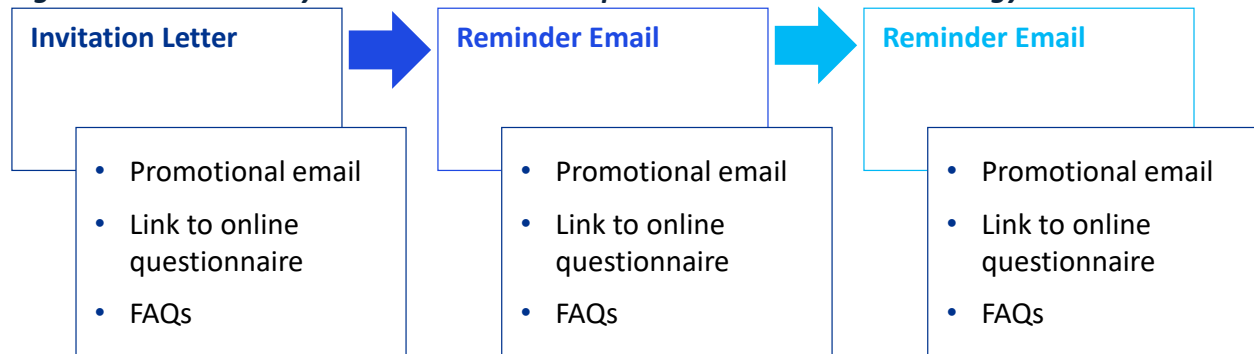 Invitation Letter
Reminder Email
Reminder Email
• Promotional email
• Link to online
questionnaire
• FAQs
• Promotional email
• Link to online
questionnaire
• FAQs
• Promotional email
• Link to online
questionnaire
• FAQs